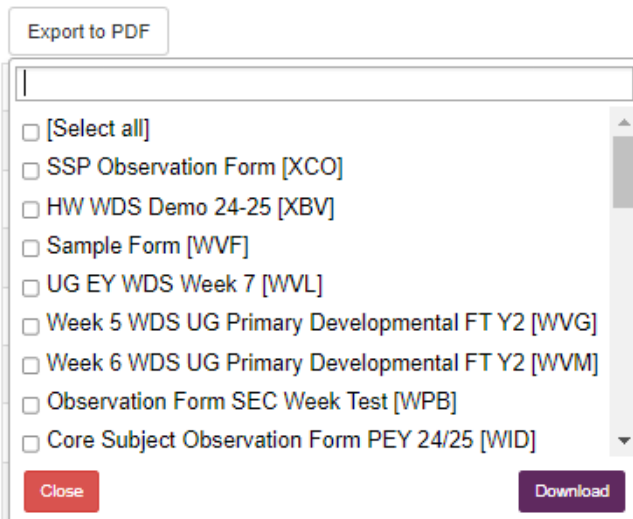 Export to PDF
[Select all]
SSP Observation Form [XCO]
HW WDS Demo 24-25 [XBV]
Sample Form [WVF]
UG EY WDS Week 7 [WVL]
Week 5 WDS UG Primary Developmental FT Y2 [WVG]
Week 6 WDS UG Primary Developmental FT Y2 [WVM]
Observation Form SEC Week Test [WPB]
Core Subject Observation Form PEY 24/25 [WID]
Close Download